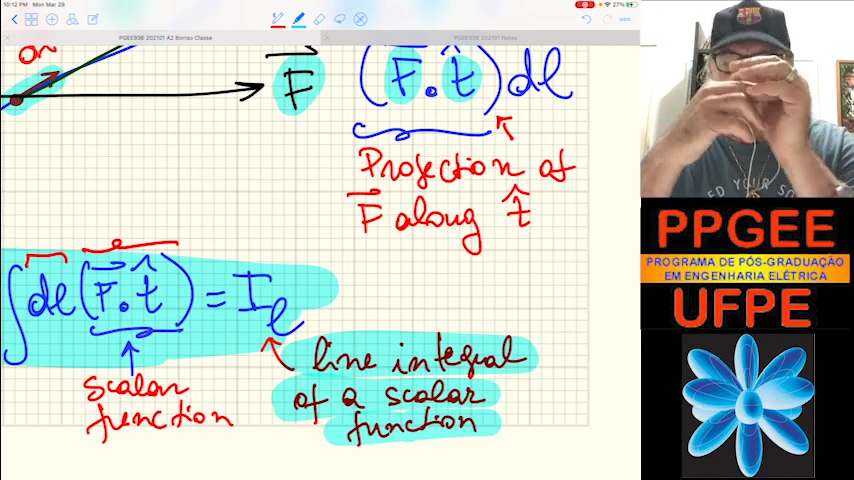 10:12 PM Mon Mar 29
27%
PGEE936 202101 A2 Borrao Classe
PGEE936 202101 Notes
on
F
(F . t̂) dl
Projection of
F along t̂
∫ dl (F . t̂) = I l
scalar
function
line integral
of a scalar
function
PPGEE
PROGRAMA DE PÓS-GRADUAÇÃO
EM ENGENHARIA ELÉTRICA
UFPE